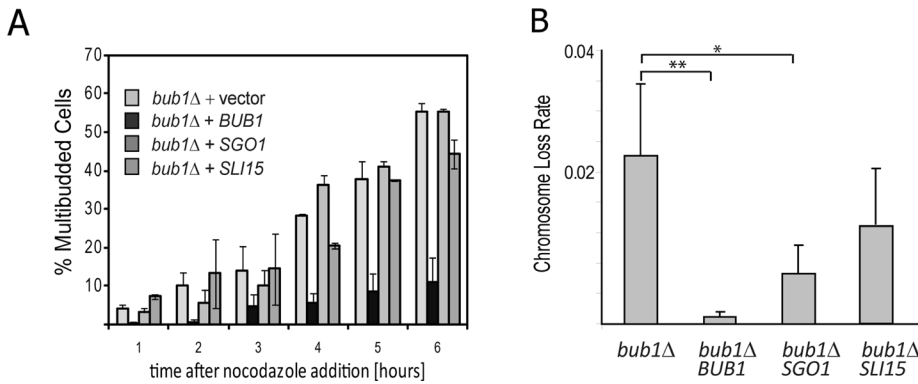 A
% Multibudded Cells
70
60
50
40
30
20
10
bub1Δ + vector
bub1Δ + BUB1
bub1Δ + SGO1
bub1Δ + SLI15
1 2 3 4 5 6
time after nocodazole addition [hours]
B
Chromosome Loss Rate
0.04
0.02
0
*
**
bub1Δ
bub1Δ BUB1
bub1Δ SGO1
bub1Δ SLI15